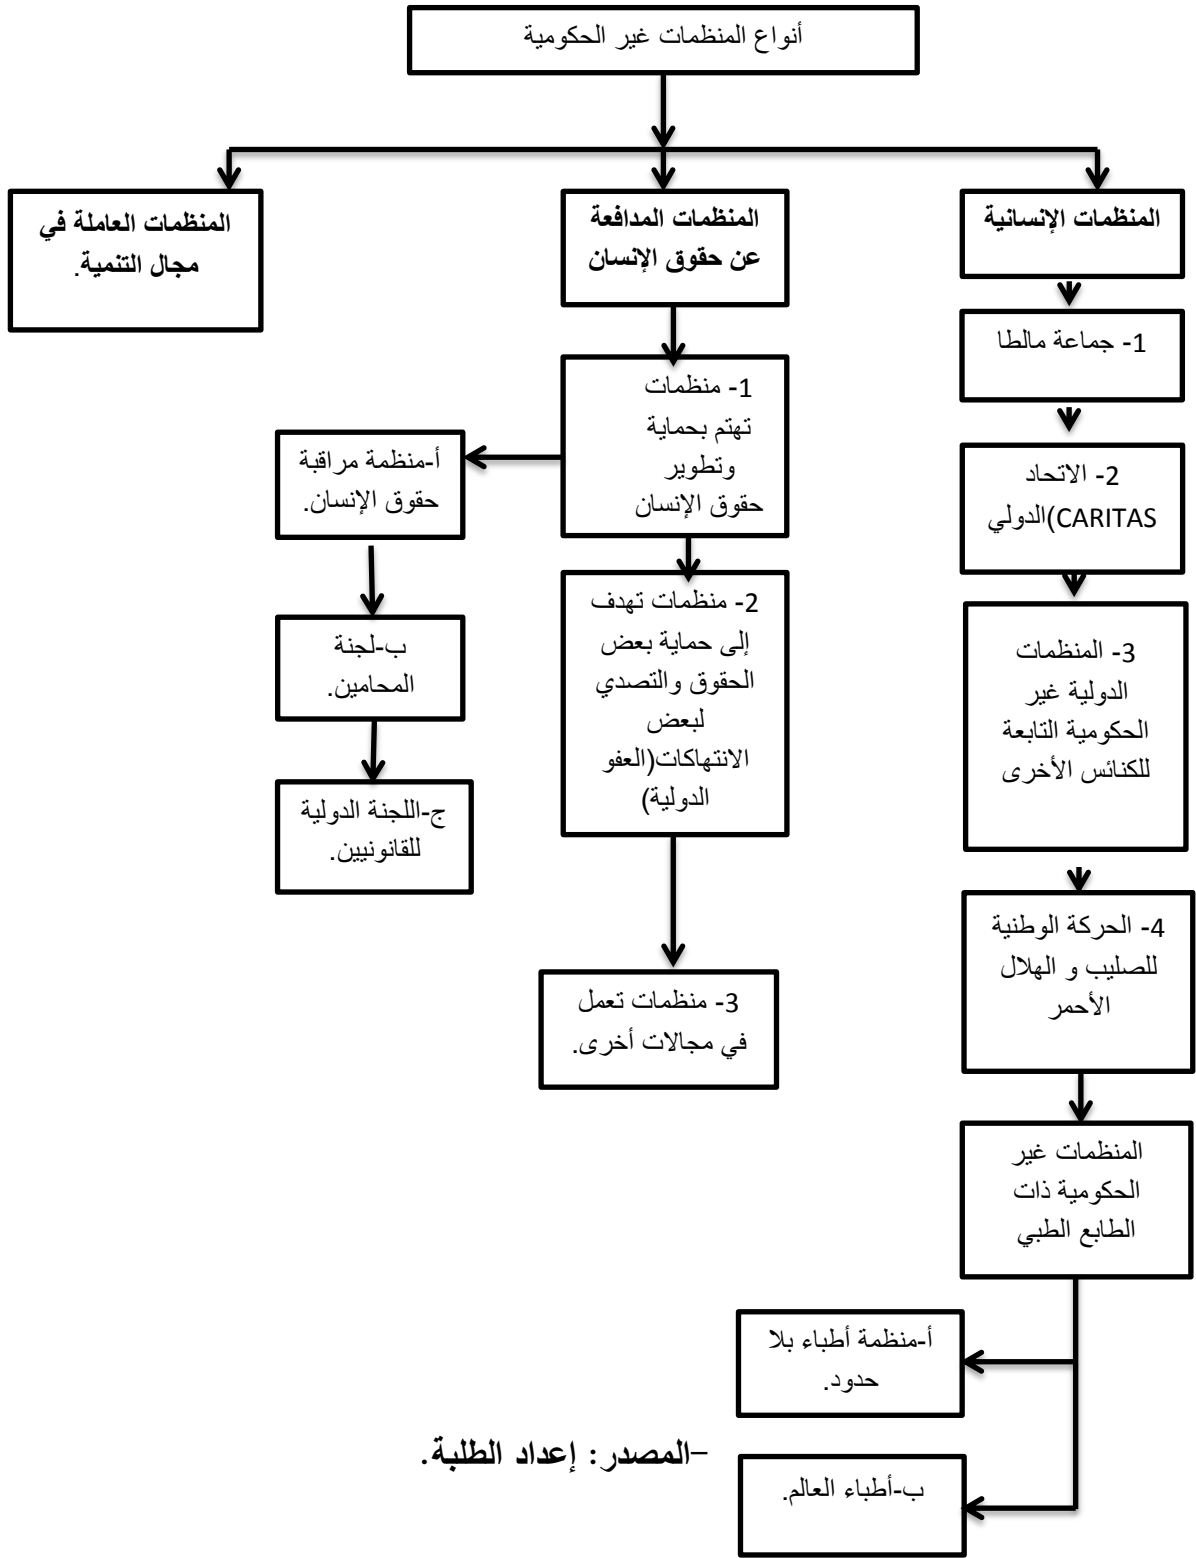 أنواع المنظمات غير الحكومية
المنظمات الإنسانية
1- جماعة مالطا
2- الاتحاد
الدولي(CARITAS
3- المنظمات
الدولية غير
الحكومية التابعة
للكنائس الأخرى
4- الحركة الوطنية
للصليب و الهلال
الأحمر
المنظمات غير
الحكومية ذات
الطابع الطبي
أ-منظمة أطباء بلا
حدود.
ب-أطباء العالم.
المنظمات المدافعة
عن حقوق الإنسان
1- منظمات
تهتم بحماية
وتطوير
حقوق الإنسان
أ-منظمة مراقبة
حقوق الإنسان.
ب-لجنة
المحامين.
ج-اللجنة الدولية
للقانونيين.
2- منظمات تهدف
إلى حماية بعض
الحقوق والتصدي
لبعض
الانتهاكات(العفو
الدولية)
3- منظمات تعمل
في مجالات أخرى.
المنظمات العاملة في
مجال التنمية.
-المصدر: إعداد الطلبة.